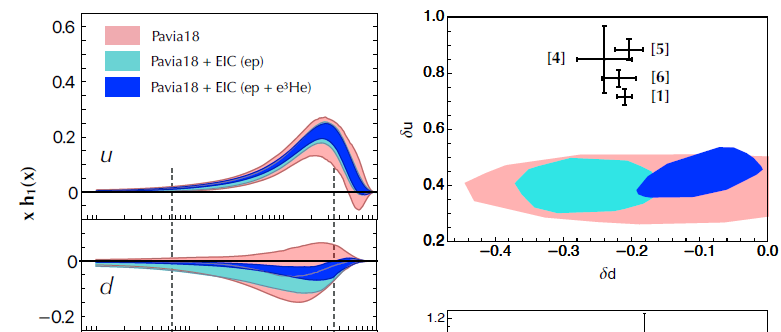 0.6
0.4
0.2
0
0
−0.2
x h₁(x)
Pavia18
Pavia18 + EIC (ep)
Pavia18 + EIC (ep + e³He)
u
d
1.0
0.8
0.6
0.4
0.2
δu
[4]
[5]
[6]
[1]
−0.4
−0.3
−0.2
−0.1
0.0
δd
1.2